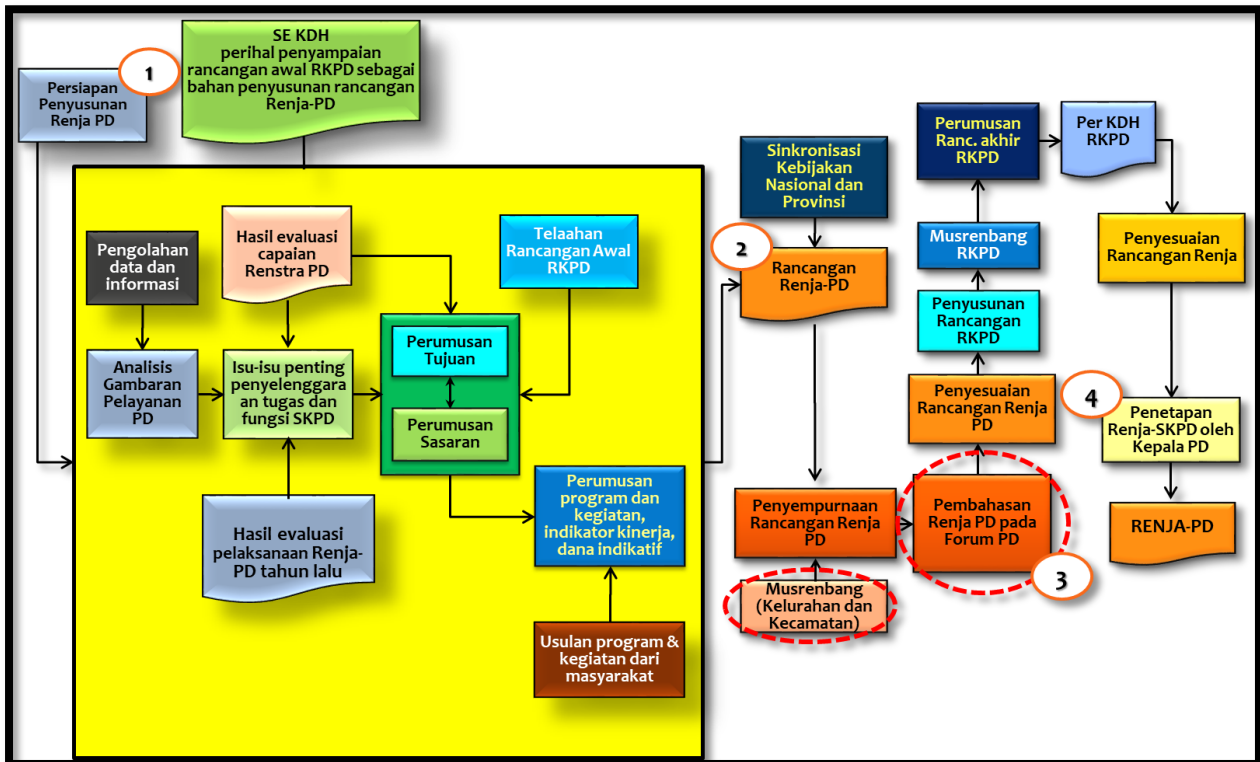 1
Persiapan
Penyusunan
Renja PD
SE KDH
perihal penyampaian
rancangan awal RKPD sebagai
bahan penyusunan rancangan
Renja-PD
Pengolahan
data dan
informasi
Hasil evaluasi
capaian
Renstra PD
Telaahan
Rancangan Awal
RKPD
Analisis
Gambaran
Pelayanan
PD
Isu-isu penting
penyelenggara
an tugas dan
fungsi SKPD
Perumusan
Tujuan
Perumusan
Sasaran
Hasil evaluasi
pelaksanaan Renja-
PD tahun lalu
Perumusan
program dan
kegiatan,
indikator kinerja,
dana indikatif
Usulan program &
kegiatan dari
masyarakat
Sinkronisasi
Kebijakan
Nasional dan
Provinsi
2
Rancangan
Renja-PD
Penyempurnaan
Rancangan Renja
PD
Musrenbang
(Kelurahan dan
Kecamatan)
Perumusan
Ranc. akhir
RKPD
Musrenbang
RKPD
Penyusunan
Rancangan
RKPD
Penyesuaian
Rancangan Renja
PD
Pembahasan
Renja PD pada
Forum PD
3
Per KDH
RKPD
Penyesuaian
Rancangan Renja
4
Penetapan
Renja-SKPD oleh
Kepala PD
RENJA-PD